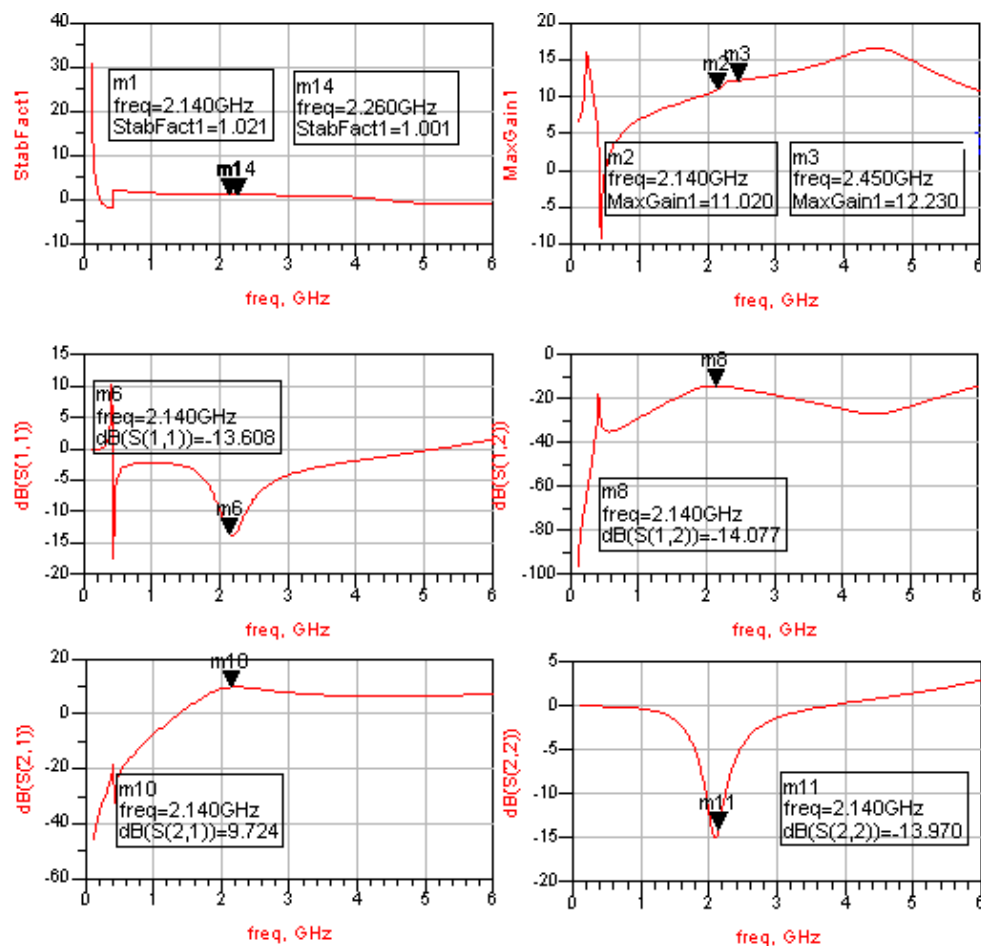 StabFact1
40
30
20
10
0
-10
m1
freq=2.140GHz
StabFact1=1.021
m14
freq=2.260GHz
StabFact1=1.001
m14
0 1 2 3 4 5 6
freq, GHz
MaxGain1
20
15
10
5
0
-5
-10
m2
m3
m2
freq=2.140GHz
MaxGain1=11.020
m3
freq=2.450GHz
MaxGain1=12.230
0 1 2 3 4 5 6
freq, GHz
dB(S(1,1))
15
10
5
0
-5
-10
-15
-20
m6
freq=2.140GHz
dB(S(1,1))=-13.608
m6
0 1 2 3 4 5 6
freq, GHz
dB(S(1,2))
0
-20
-40
-60
-80
-100
m8
m8
freq=2.140GHz
dB(S(1,2))=-14.077
0 1 2 3 4 5 6
freq, GHz
dB(S(2,1))
20
0
-20
-40
-60
m10
m10
freq=2.140GHz
dB(S(2,1))=9.724
0 1 2 3 4 5 6
freq, GHz
dB(S(2,2))
5
0
-5
-10
-15
-20
m11
m11
freq=2.140GHz
dB(S(2,2))=-13.970
0 1 2 3 4 5 6
freq, GHz